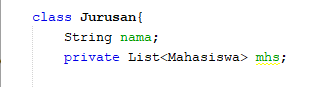 class Jurusan{
String nama;
private List<Mahasiswa> mhs;